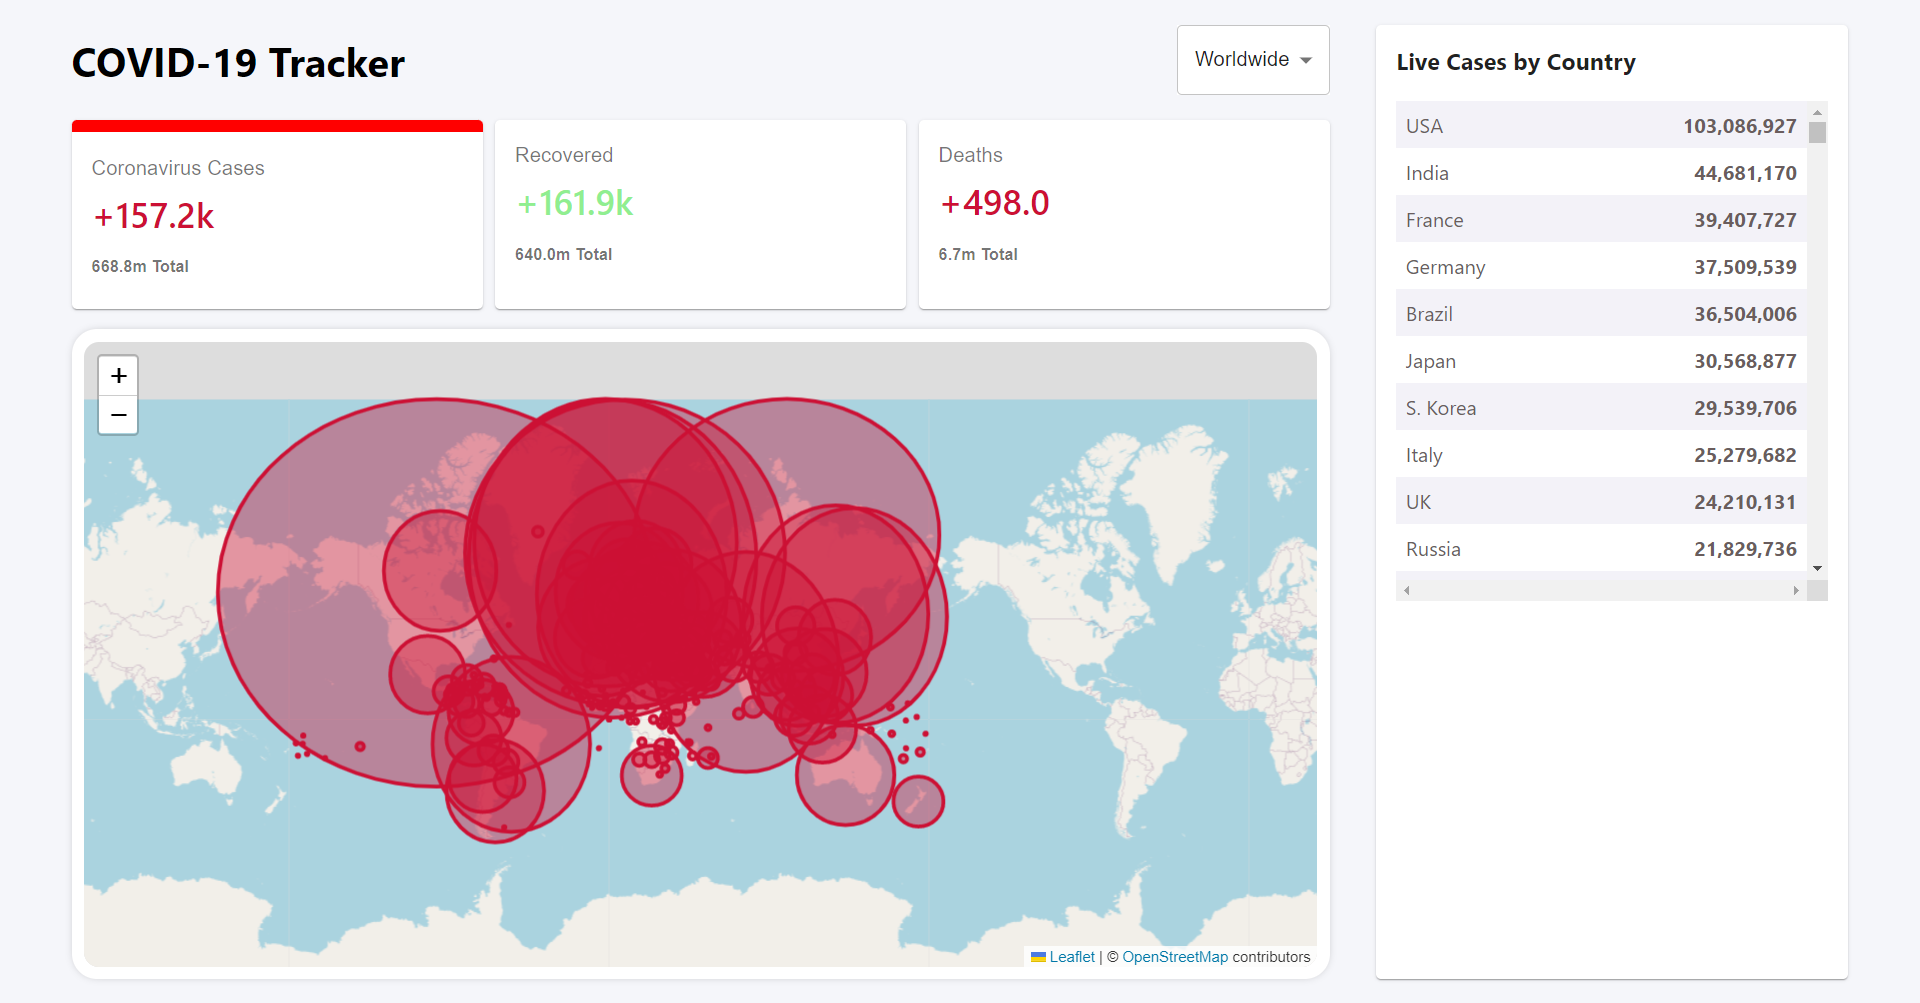 COVID-19 Tracker
Worldwide
Coronavirus Cases
+157.2k
668.8m Total
Recovered
+161.9k
640.0m Total
Deaths
+498.0
6.7m Total
+
−
Leaflet | © OpenStreetMap contributors
Live Cases by Country
USA 103,086,927
India 44,681,170
France 39,407,727
Germany 37,509,539
Brazil 36,504,006
Japan 30,568,877
S. Korea 29,539,706
Italy 25,279,682
UK 24,210,131
Russia 21,829,736